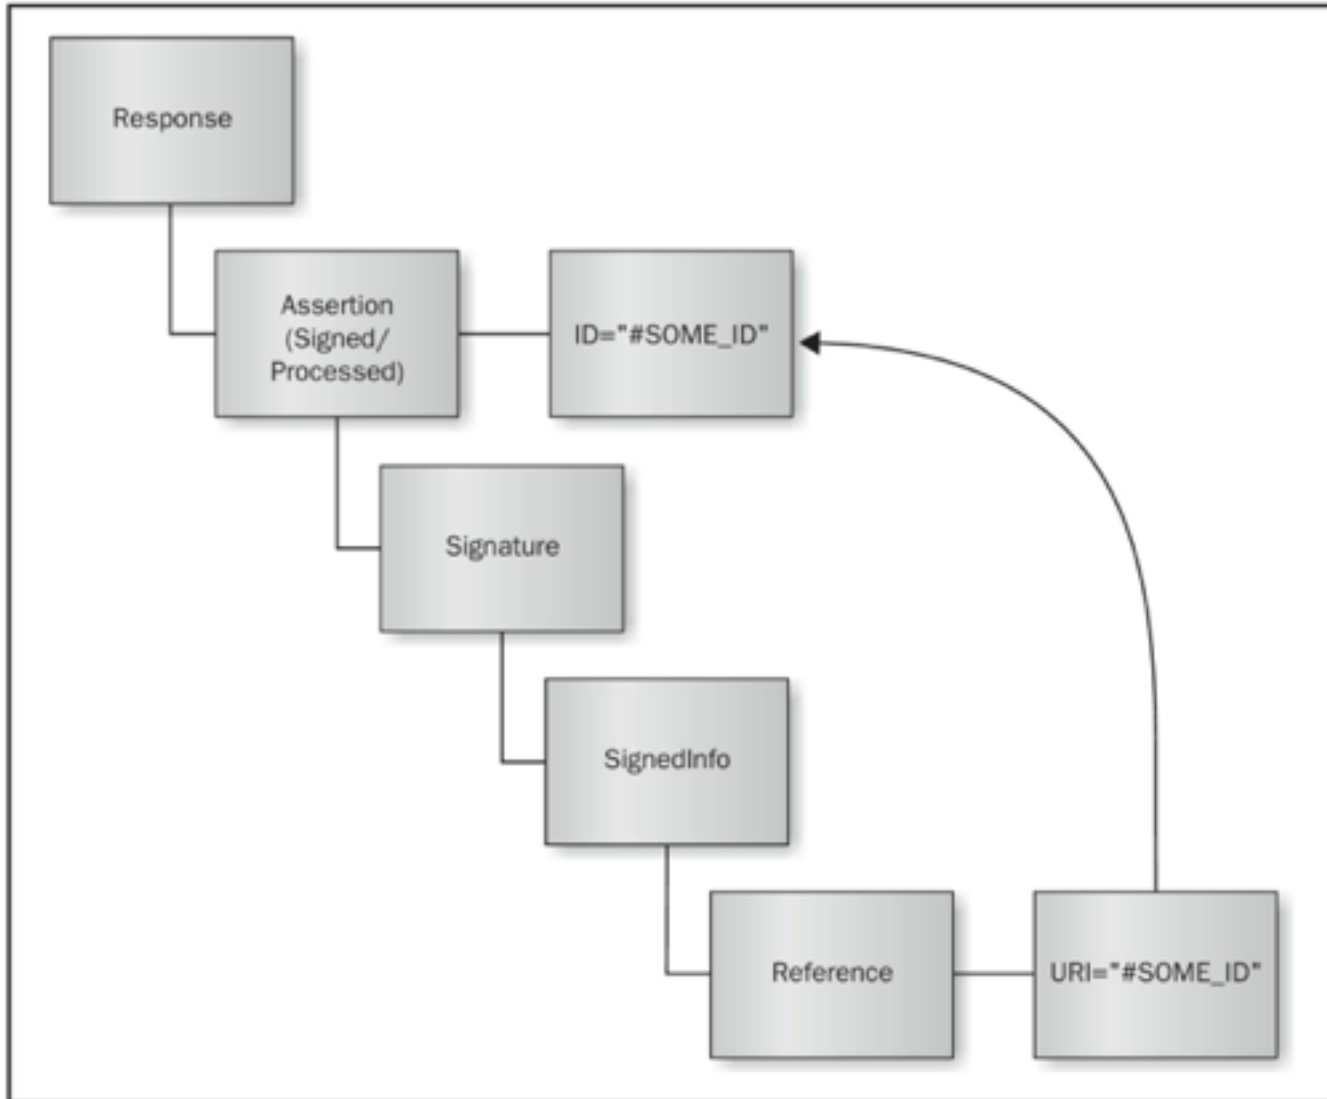 Response
Assertion
(Signed/
Processed)
ID="#SOME_ID"
Signature
SignedInfo
Reference
URI="#SOME_ID"